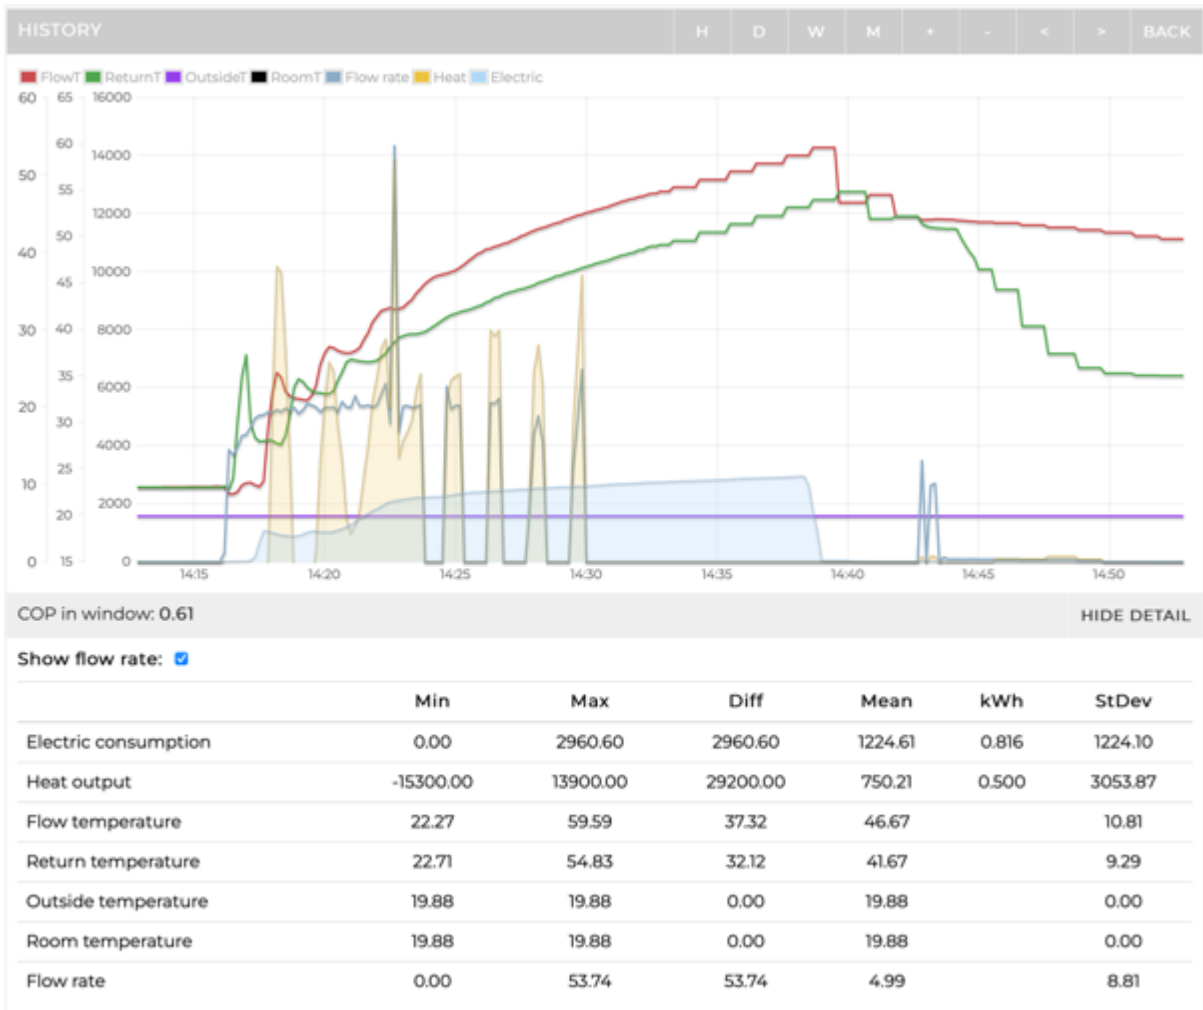 HISTORY H D W M + - < > BACK
FlowT ReturnT OutsideT RoomT Flow rate Heat Electric
60 65 16000
60 14000
50 55
12000
50
40 10000
45
30 40 8000
35 6000
20 30
4000
25
10 2000
20
0 15 0
14:15 14:20 14:25 14:30 14:35 14:40 14:45 14:50
COP in window: 0.61 HIDE DETAIL
Show flow rate:
Min Max Diff Mean kWh StDev
Electric consumption 0.00 2960.60 2960.60 1224.61 0.816 1224.10
Heat output -15300.00 13900.00 29200.00 750.21 0.500 3053.87
Flow temperature 22.27 59.59 37.32 46.67 10.81
Return temperature 22.71 54.83 32.12 41.67 9.29
Outside temperature 19.88 19.88 0.00 19.88 0.00
Room temperature 19.88 19.88 0.00 19.88 0.00
Flow rate 0.00 53.74 53.74 4.99 8.81